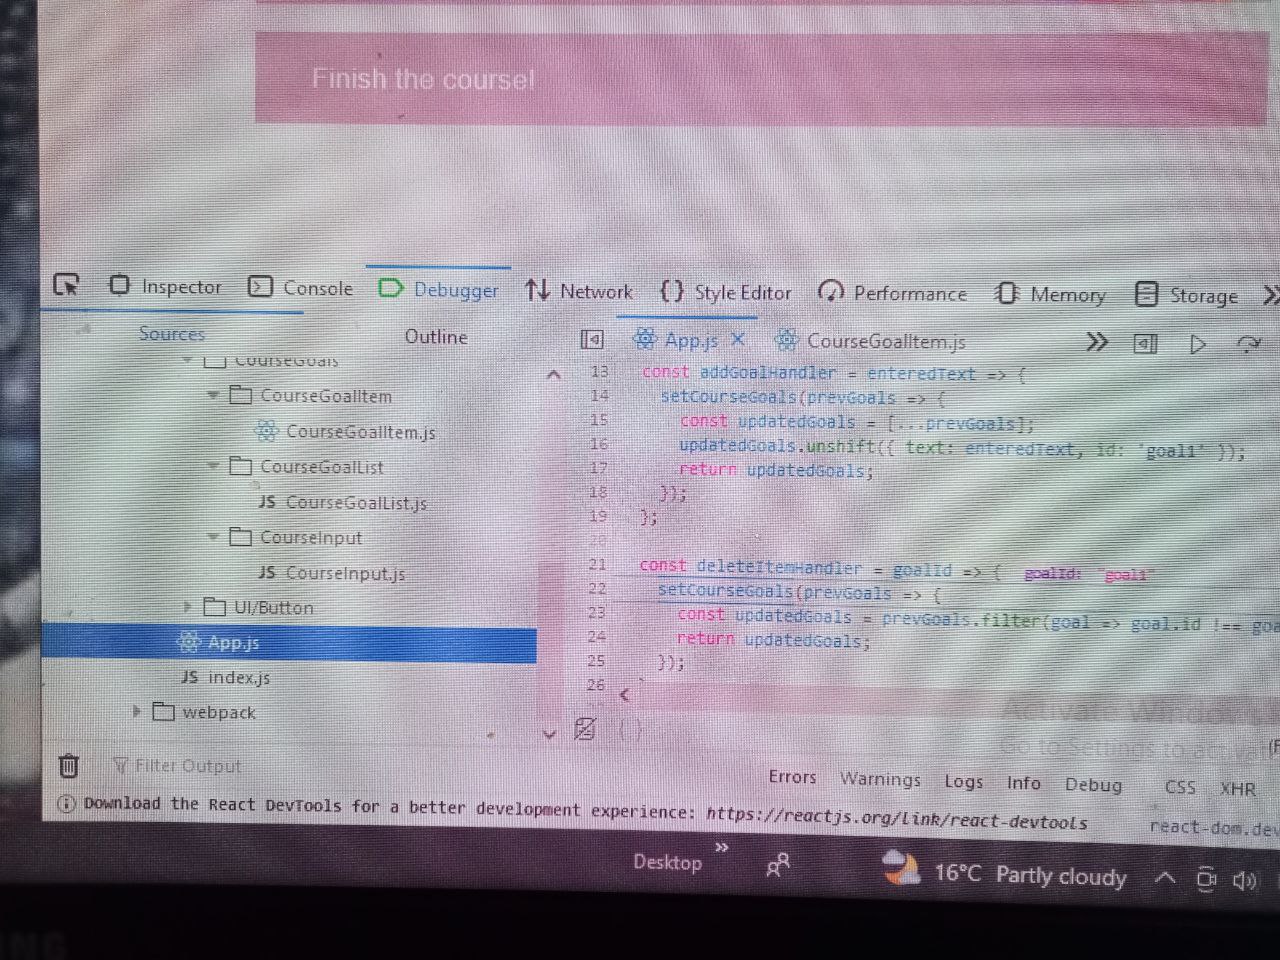 Finish the course!
Inspector Console Debugger Network {} Style Editor Performance Memory Storage
Sources Outline App.js CourseGoalItem.js
CourseGoals
CourseGoalItem
CourseGoalItem.js
CourseGoalList
JS CourseGoalList.js
CourseInput
JS CourseInput.js
UI/Button
App.js
JS index.js
webpack
13 const addGoalHandler = enteredText => {
14 setCourseGoals(prevGoals => {
15 const updatedGoals = [...prevGoals];
16 updatedGoals.unshift({ text: enteredText, id: 'goal1' });
17 return updatedGoals;
18 });
19 };
20
21 const deleteItemHandler = goalId => { goalId: "goal1"
22 setCourseGoals(prevGoals => {
23 const updatedGoals = prevGoals.filter(goal => goal.id !== goa
24 return updatedGoals;
25 });
26
{ }
Activate Windows
Go to Settings to activat
Filter Output
Errors Warnings Logs Info Debug CSS XHR
Download the React DevTools for a better development experience: https://reactjs.org/link/react-devtools react-dom.dev
Desktop 16°C Partly cloudy